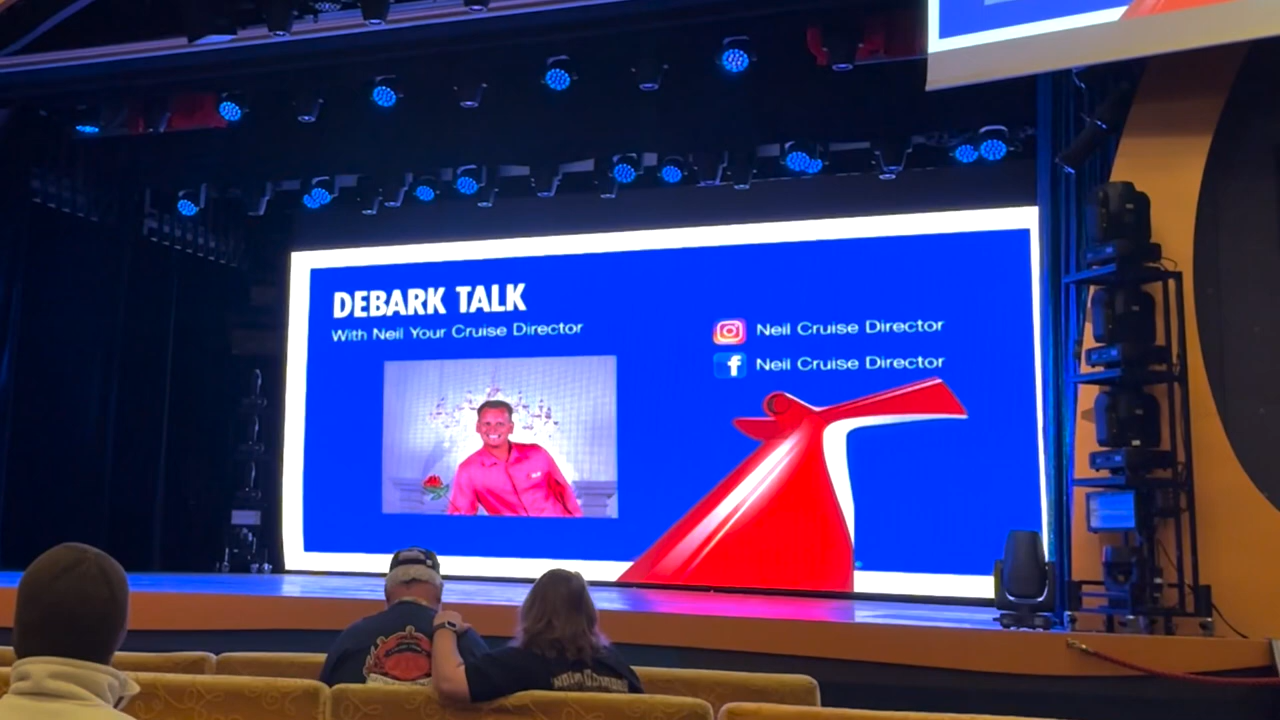 DEBARK TALK
With Neil Your Cruise Director
Neil Cruise Director
Neil Cruise Director